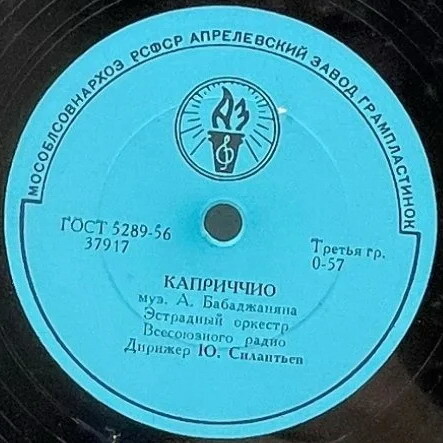 МОСОБЛСОВНАРХОЗ РСФСР АПРЕЛЕВСКИЙ ЗАВОД ГРАМПЛАСТИНОК
АЗ
ГОСТ 5289-56
37917
Третья гр.
0-57
КАПРИЧЧИО
муз. А. Бабаджаняна
Эстрадный оркестр
Всесоюзного радио
Дирижер Ю. Силантьев